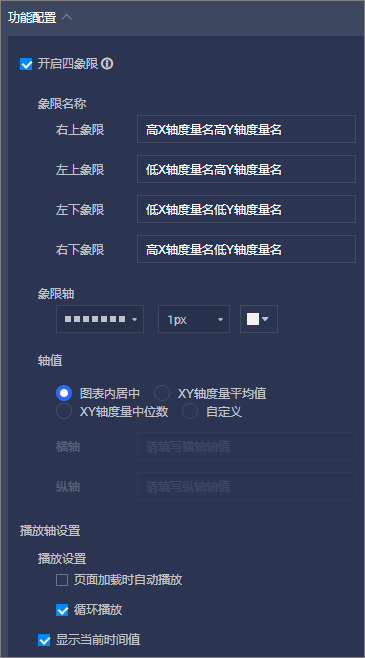 功能配置
开启四象限
象限名称
右上象限 高X轴度量名高Y轴度量名
左上象限 低X轴度量名高Y轴度量名
左下象限 低X轴度量名低Y轴度量名
右下象限 高X轴度量名低Y轴度量名
象限轴
1px
轴值
图表内居中 XY轴度量平均值
XY轴度量中位数 自定义
横轴 请填写横轴轴值
纵轴 请填写纵轴轴值
播放轴设置
播放设置
页面加载时自动播放
循环播放
显示当前时间值